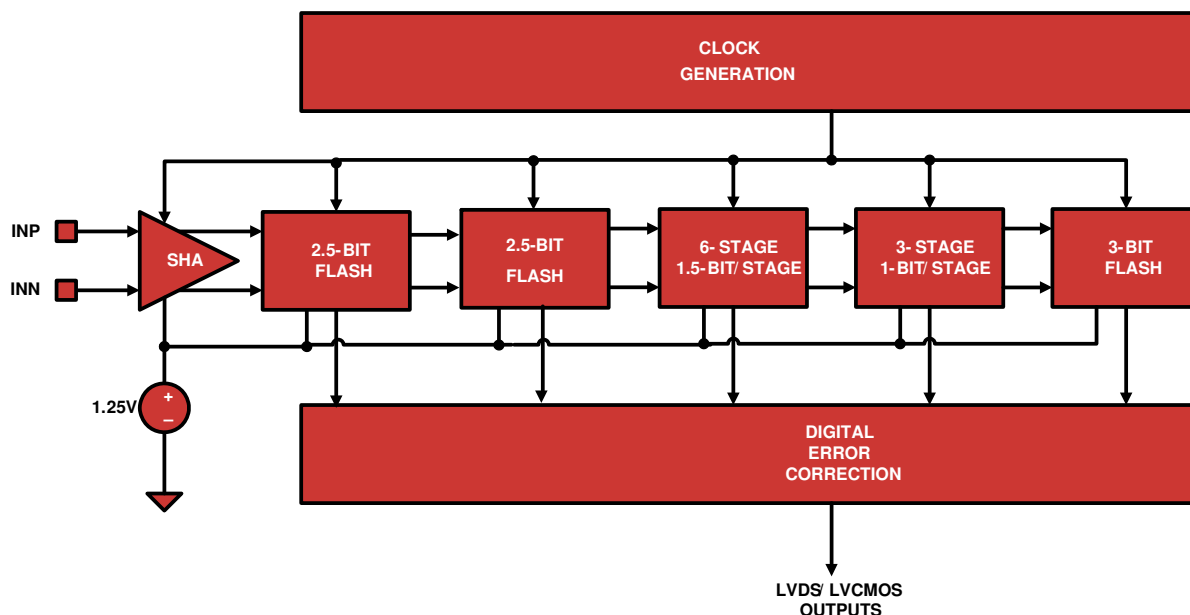 CLOCK
GENERATION
INP
INN
SHA
2.5-BIT
FLASH
2.5-BIT
FLASH
6- STAGE
1.5-BIT/ STAGE
3- STAGE
1-BIT/ STAGE
3-BIT
FLASH
1.25V
+
–
DIGITAL
ERROR
CORRECTION
LVDS/ LVCMOS
OUTPUTS